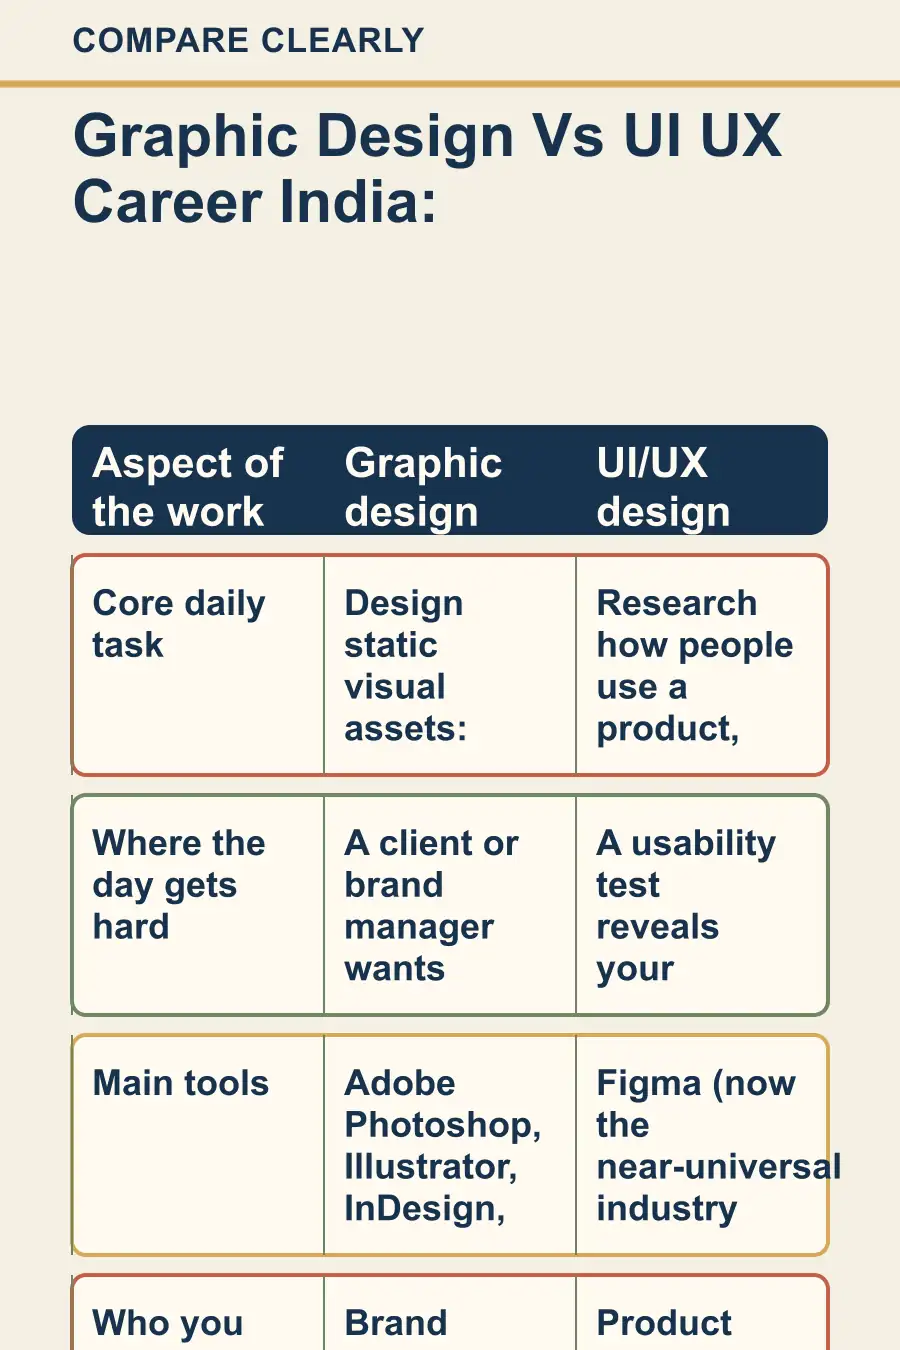 COMPARE CLEARLY
Graphic Design Vs UI UX
Career India:
Aspect of
the work
Graphic
design
UI/UX
design
Core daily
task
Design
static
visual
assets:
Research
how people
use a
product,
Where the
day gets
hard
A client or
brand
manager
wants
A usability
test
reveals
your
Main tools
Adobe
Photoshop,
Illustrator,
InDesign,
Figma (now
the
near-universal
industry
Who you
Brand
Product